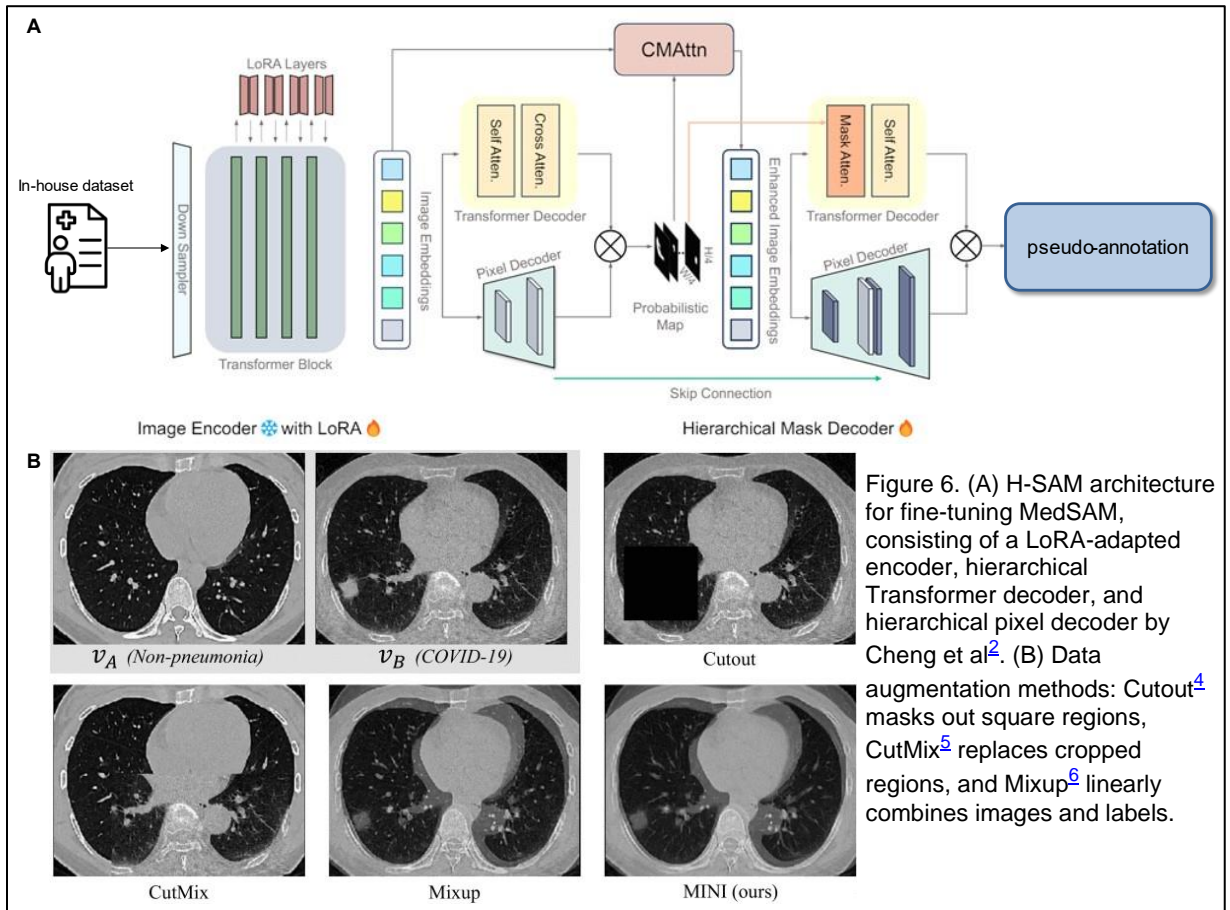 A
CMAttn
LoRA Layers
In-house dataset
Down Sampler
Transformer Block
Image Embeddings
Self Atten.
Cross Atten.
Transformer Decoder
Pixel Decoder
H/4
W/4
Probabilistic
Map
Enhanced Image Embeddings
Mask Atten.
Self Atten.
Transformer Decoder
Pixel Decoder
pseudo-annotation
Skip Connection
Image Encoder ❄ with LoRA 🔥
Hierarchical Mask Decoder 🔥
B
𝑣A (Non-pneumonia)
𝑣B (COVID-19)
Cutout
CutMix
Mixup
MINI (ours)
Figure 6. (A) H-SAM architecture
for fine-tuning MedSAM,
consisting of a LoRA-adapted
encoder, hierarchical
Transformer decoder, and
hierarchical pixel decoder by
Cheng et al2. (B) Data
augmentation methods: Cutout4
masks out square regions,
CutMix5 replaces cropped
regions, and Mixup6 linearly
combines images and labels.